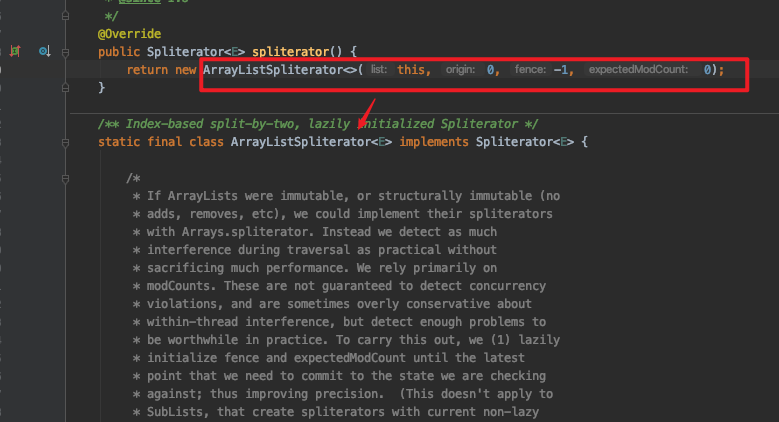 */
@Override
public Spliterator<E> spliterator() {
return new ArrayListSpliterator<>( list: this, origin: 0, fence: -1, expectedModCount: 0);
}
/** Index-based split-by-two, lazily initialized Spliterator */
static final class ArrayListSpliterator<E> implements Spliterator<E> {
/*
* If ArrayLists were immutable, or structurally immutable (no
* adds, removes, etc), we could implement their spliterators
* with Arrays.spliterator. Instead we detect as much
* interference during traversal as practical without
* sacrificing much performance. We rely primarily on
* modCounts. These are not guaranteed to detect concurrency
* violations, and are sometimes overly conservative about
* within-thread interference, but detect enough problems to
* be worthwhile in practice. To carry this out, we (1) lazily
* initialize fence and expectedModCount until the latest
* point that we need to commit to the state we are checking
* against; thus improving precision.  (This doesn't apply to
* SubLists, that create spliterators with current non-lazy